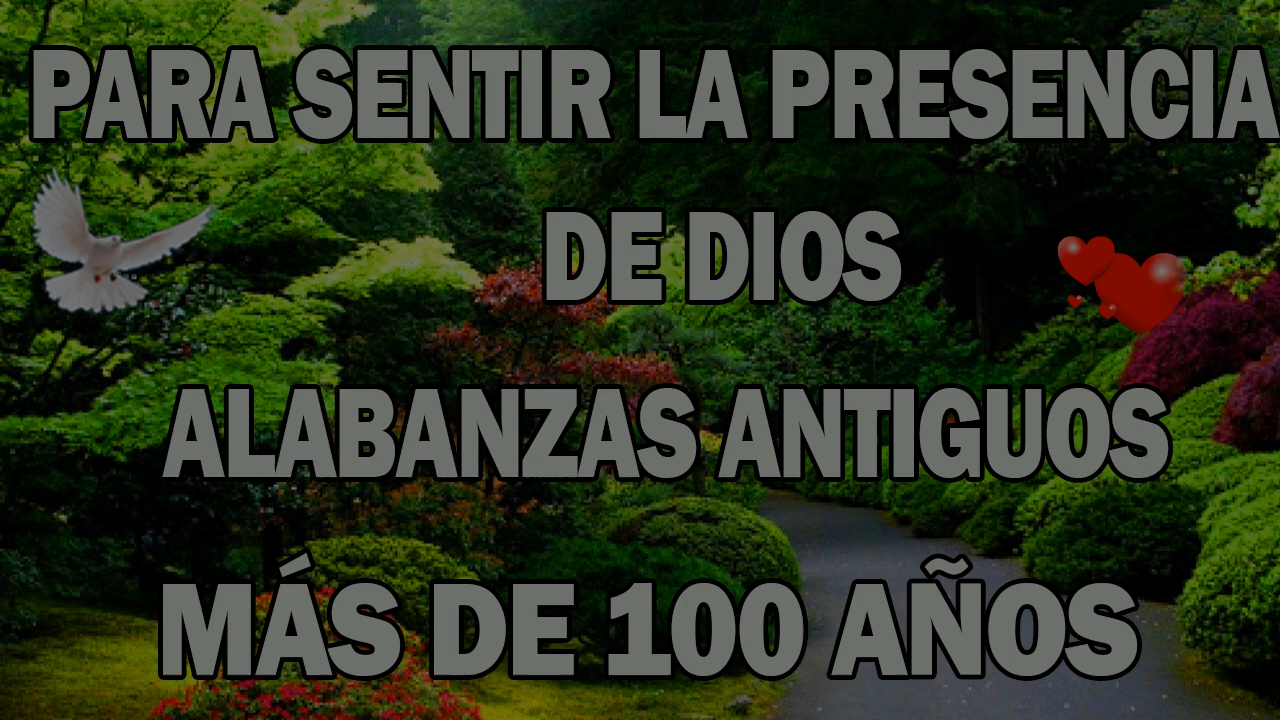 PARA SENTIR LA PRESENCIA
DE DIOS
ALABANZAS ANTIGUOS
MÁS DE 100 AÑOS